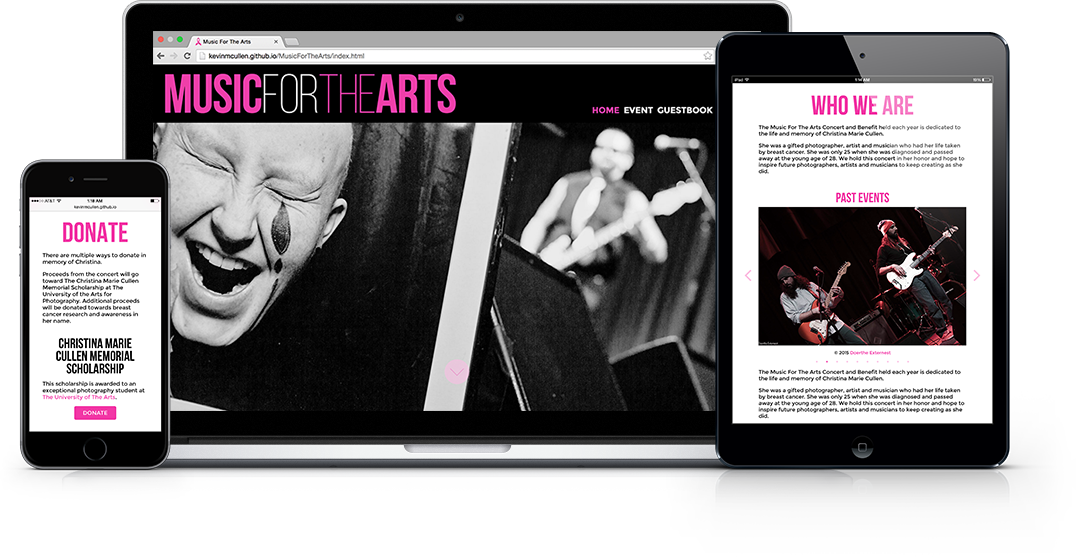 Music For The Arts
kevinmcullen.github.io/MusicForTheArts/index.html
MUSICFORTHEARTS
HOME EVENT GUESTBOOK
AT&T 1:18 AM
kevinmcullen.github.io
DONATE
There are multiple ways to donate in
memory of Christina.
Proceeds from the concert will go
toward The Christina Marie Cullen
Memorial Scholarship at The
University of the Arts for
Photography. Additional proceeds
will be donated towards breast
cancer research and awareness in
her name.
CHRISTINA MARIE
CULLEN MEMORIAL
SCHOLARSHIP
This scholarship is awarded to an
exceptional photography student at
The University of The Arts.
DONATE
iPad 1:14 AM
WHO WE ARE
The Music For The Arts Concert and Benefit held each year is dedicated to
the life and memory of Christina Marie Cullen.
She was a gifted photographer, artist and musician who had her life taken
by breast cancer. She was only 25 when she was diagnosed and passed
away at the young age of 28. We hold this concert in her honor and hope to
inspire future photographers, artists and musicians to keep creating as she
did.
PAST EVENTS
© 2015 Doerthe Externest
The Music For The Arts Concert and Benefit held each year is dedicated to
the life and memory of Christina Marie Cullen.
She was a gifted photographer, artist and musician who had her life taken
by breast cancer. She was only 25 when she was diagnosed and passed
away at the young age of 28. We hold this concert in her honor and hope to
inspire future photographers, artists and musicians to keep creating as she
did.